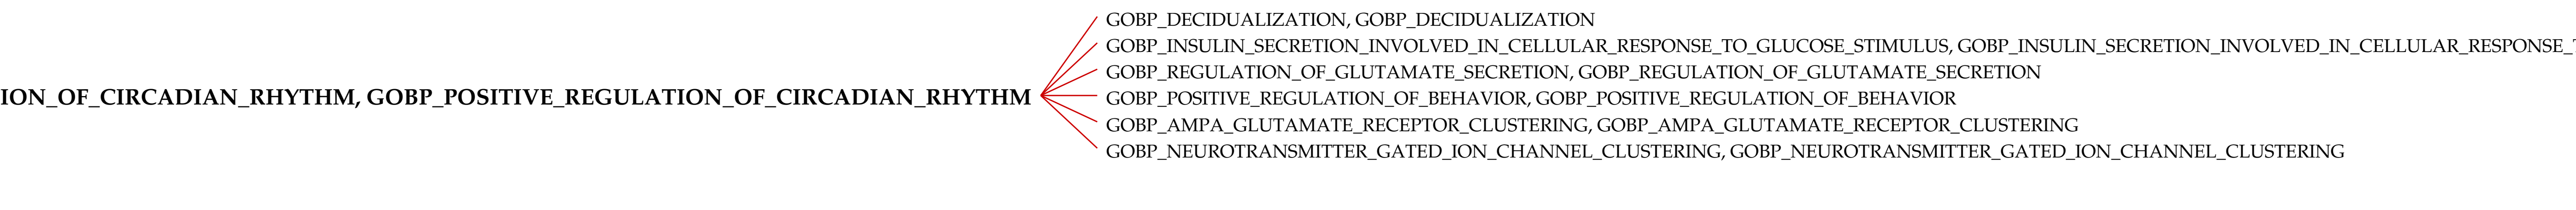 GOBP_DECIDUALIZATION, GOBP_DECIDUALIZATION
GOBP_INSULIN_SECRETION_INVOLVED_IN_CELLULAR_RESPONSE_TO_GLUCOSE_STIMULUS, GOBP_INSULIN_SECRETION_INVOLVED_IN_CELLULAR_RESPONSE_
GOBP_REGULATION_OF_GLUTAMATE_SECRETION, GOBP_REGULATION_OF_GLUTAMATE_SECRETION
ION_OF_CIRCADIAN_RHYTHM, GOBP_POSITIVE_REGULATION_OF_CIRCADIAN_RHYTHM
GOBP_POSITIVE_REGULATION_OF_BEHAVIOR, GOBP_POSITIVE_REGULATION_OF_BEHAVIOR
GOBP_AMPA_GLUTAMATE_RECEPTOR_CLUSTERING, GOBP_AMPA_GLUTAMATE_RECEPTOR_CLUSTERING
GOBP_NEUROTRANSMITTER_GATED_ION_CHANNEL_CLUSTERING, GOBP_NEUROTRANSMITTER_GATED_ION_CHANNEL_CLUSTERING